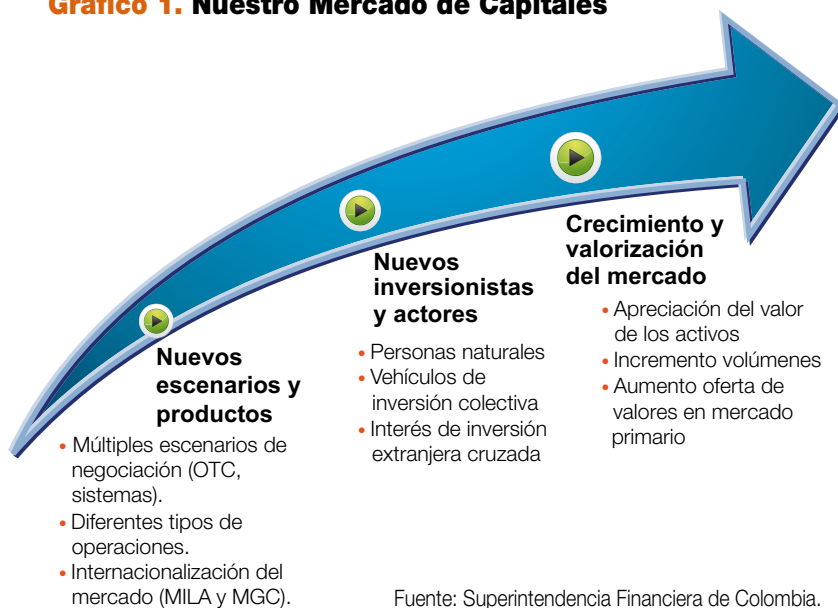 Gráfico 1. Nuestro Mercado de Capitales
Nuevos
escenarios y
productos
• Múltiples escenarios de
negociación (OTC,
sistemas).
• Diferentes tipos de
operaciones.
• Internacionalización del
mercado (MILA y MGC).
Nuevos
inversionistas
y actores
• Personas naturales
• Vehículos de
inversión colectiva
• Interés de inversión
extranjera cruzada
Crecimiento y
valorización
del mercado
• Apreciación del valor
de los activos
• Incremento volúmenes
• Aumento oferta de
valores en mercado
primario
Fuente: Superintendencia Financiera de Colombia.